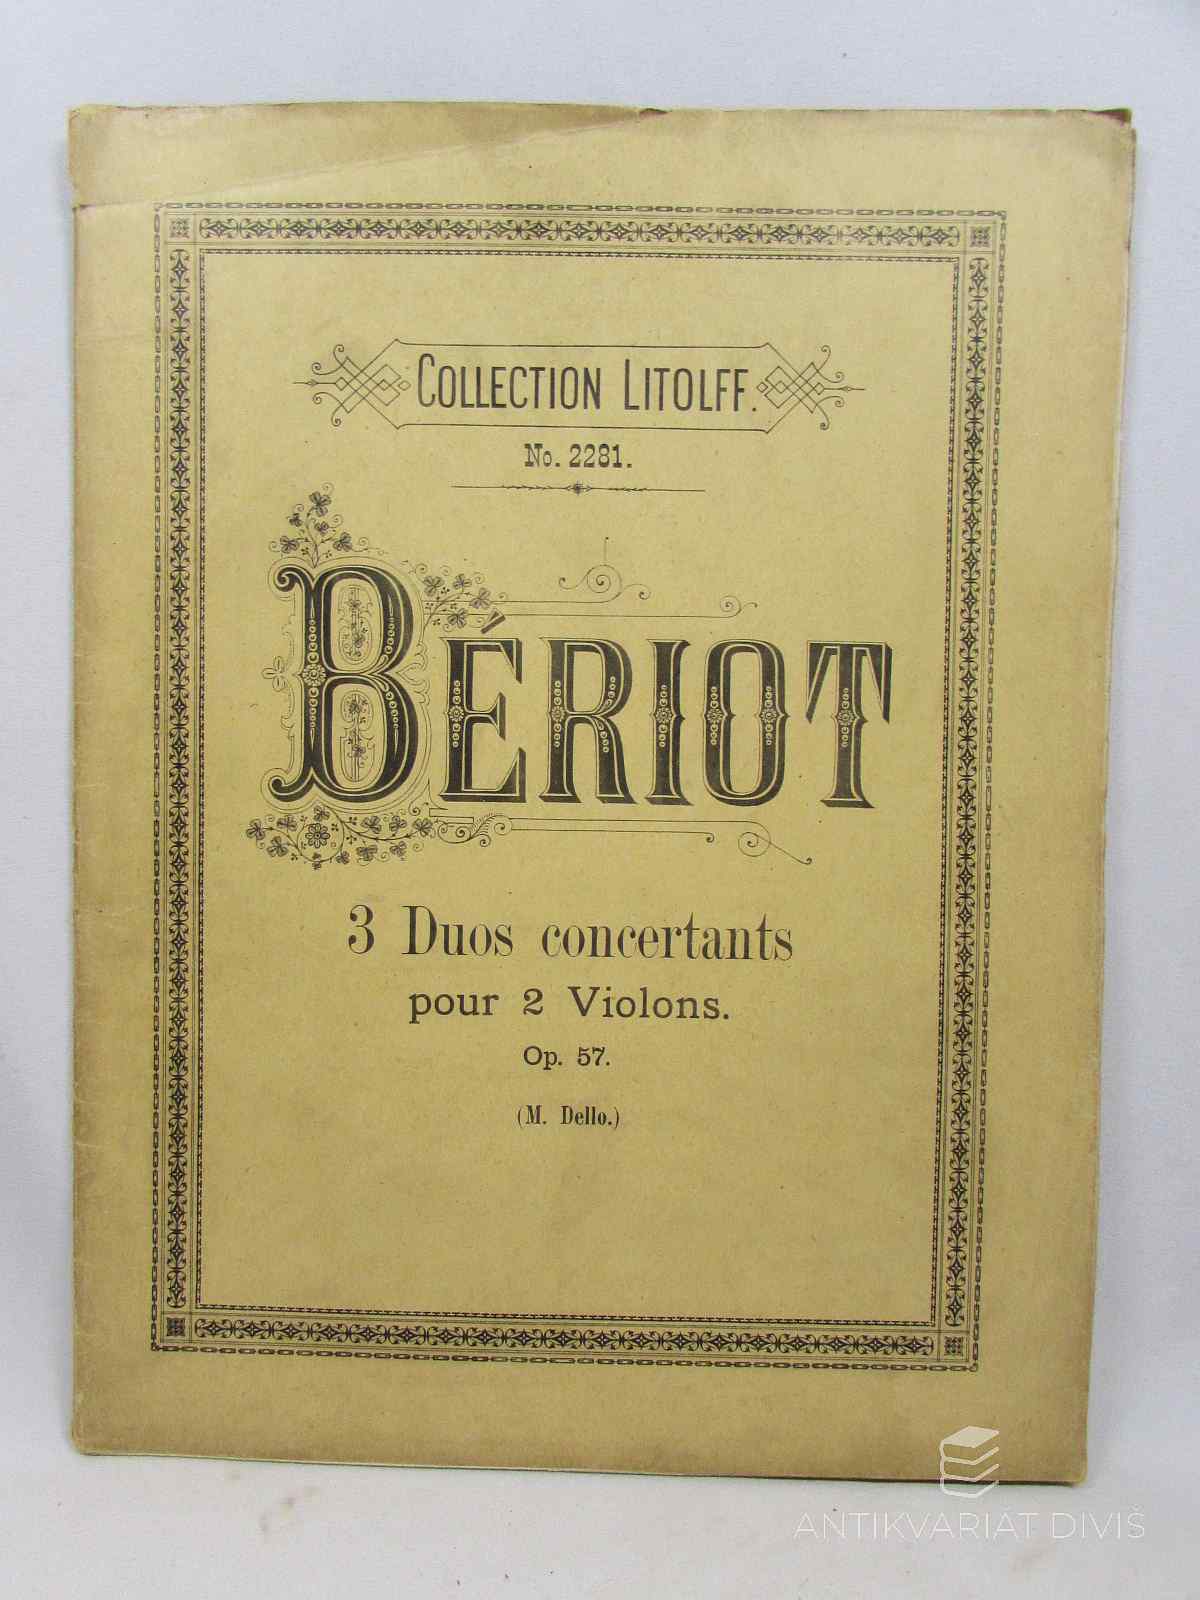 COLLECTION LITOLFF.
No. 2281.
BÉRIOT
3 Duos concertants
pour 2 Violons.
Op. 57.
(M. Dello.)
ANTIKVARIÁT DIVIŠ